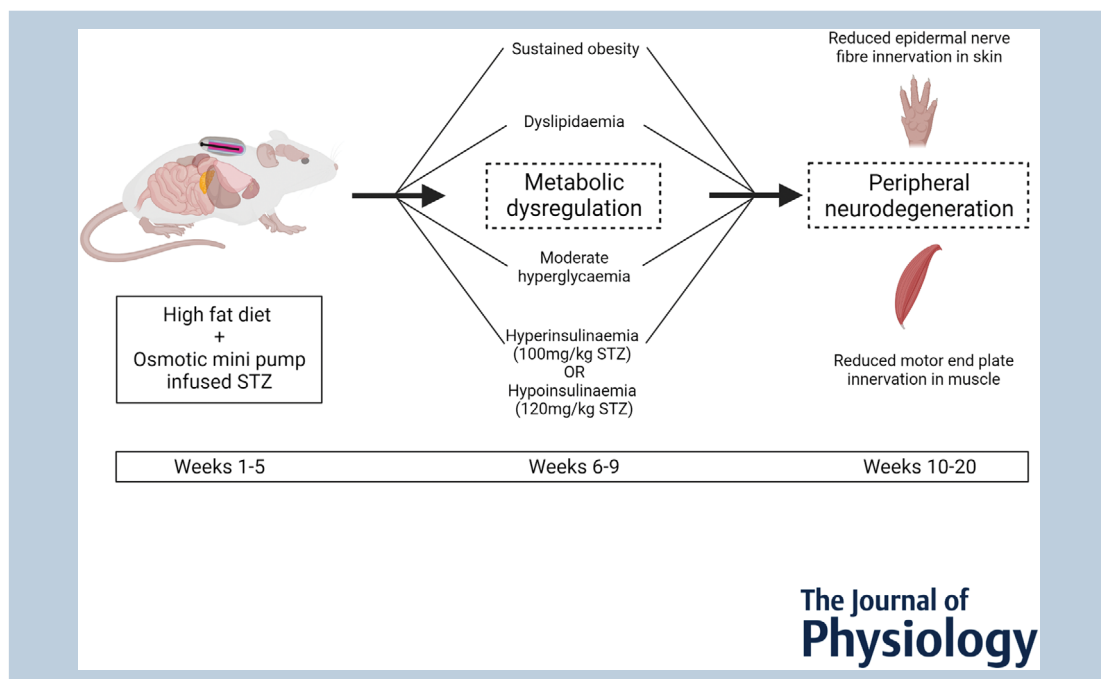 High fat diet
+
Osmotic mini pump
infused STZ
Sustained obesity
Dyslipidaemia
Metabolic
dysregulation
Moderate
hyperglycaemia
Hyperinsulinaemia
(100mg/kg STZ)
OR
Hypoinsulinaemia
(120mg/kg STZ)
Reduced epidermal nerve
fibre innervation in skin
Peripheral
neurodegeneration
Reduced motor end plate
innervation in muscle
Weeks 1-5
Weeks 6-9
Weeks 10-20
The Journal of
Physiology